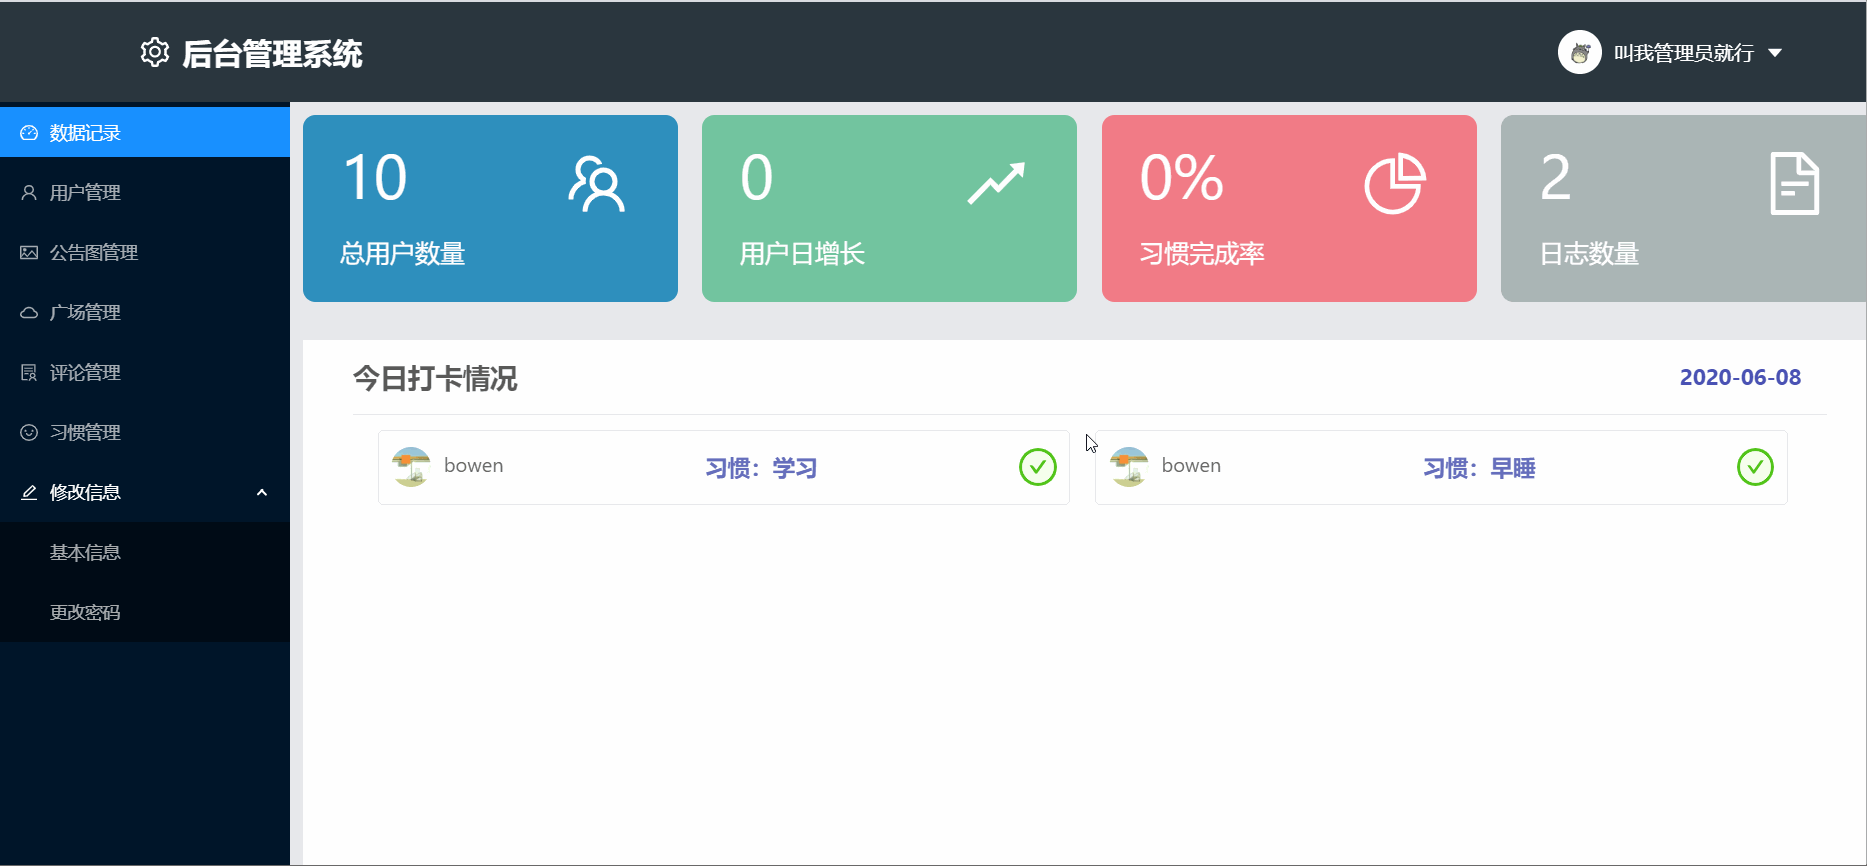 后台管理系统
叫我管理员就行
数据记录
用户管理
公告图管理
广场管理
评论管理
习惯管理
修改信息
基本信息
更改密码
10
总用户数量
0
用户日增长
0%
习惯完成率
2
日志数量
今日打卡情况
2020-06-08
bowen
习惯：学习
bowen
习惯：早睡